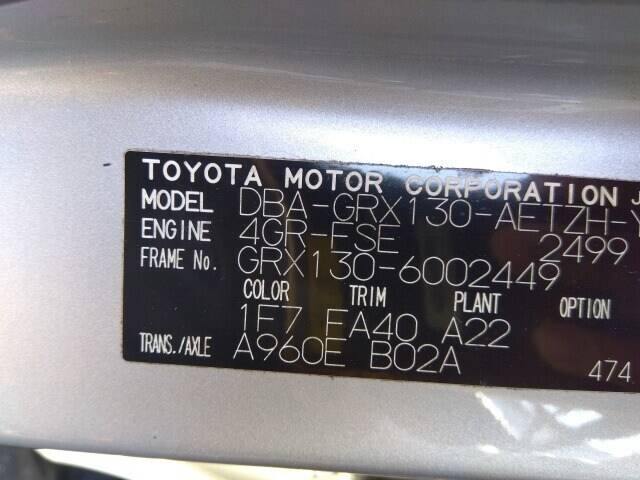 TOYOTA MOTOR CORPORATION J
MODEL DBA-GRX130-AETZH-
ENGINE 4GR-FSE 2499
FRAME No. GRX130-6002449
COLOR TRIM PLANT OPTION
1F7 FA40 A22
TRANS./AXLE A960E B02A
474